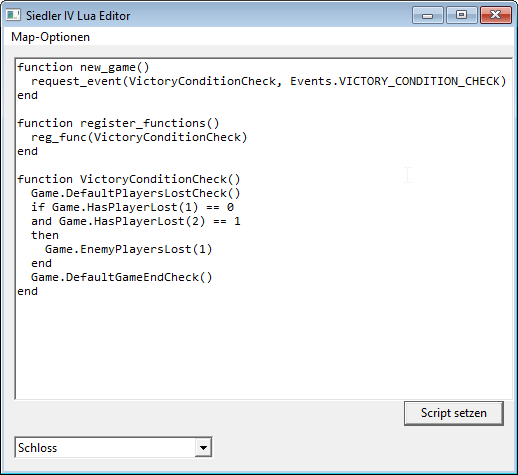 Siedler IV Lua Editor
Map-Optionen
function new_game()
  request_event(VictoryConditionCheck, Events.VICTORY_CONDITION_CHECK)
end

function register_functions()
  reg_func(VictoryConditionCheck)
end

function VictoryConditionCheck()
  Game.DefaultPlayersLostCheck()
  if Game.HasPlayerLost(1) == 0
  and Game.HasPlayerLost(2) == 1
  then
    Game.EnemyPlayersLost(1)
  end
  Game.DefaultGameEndCheck()
end
Script setzen
Schloss